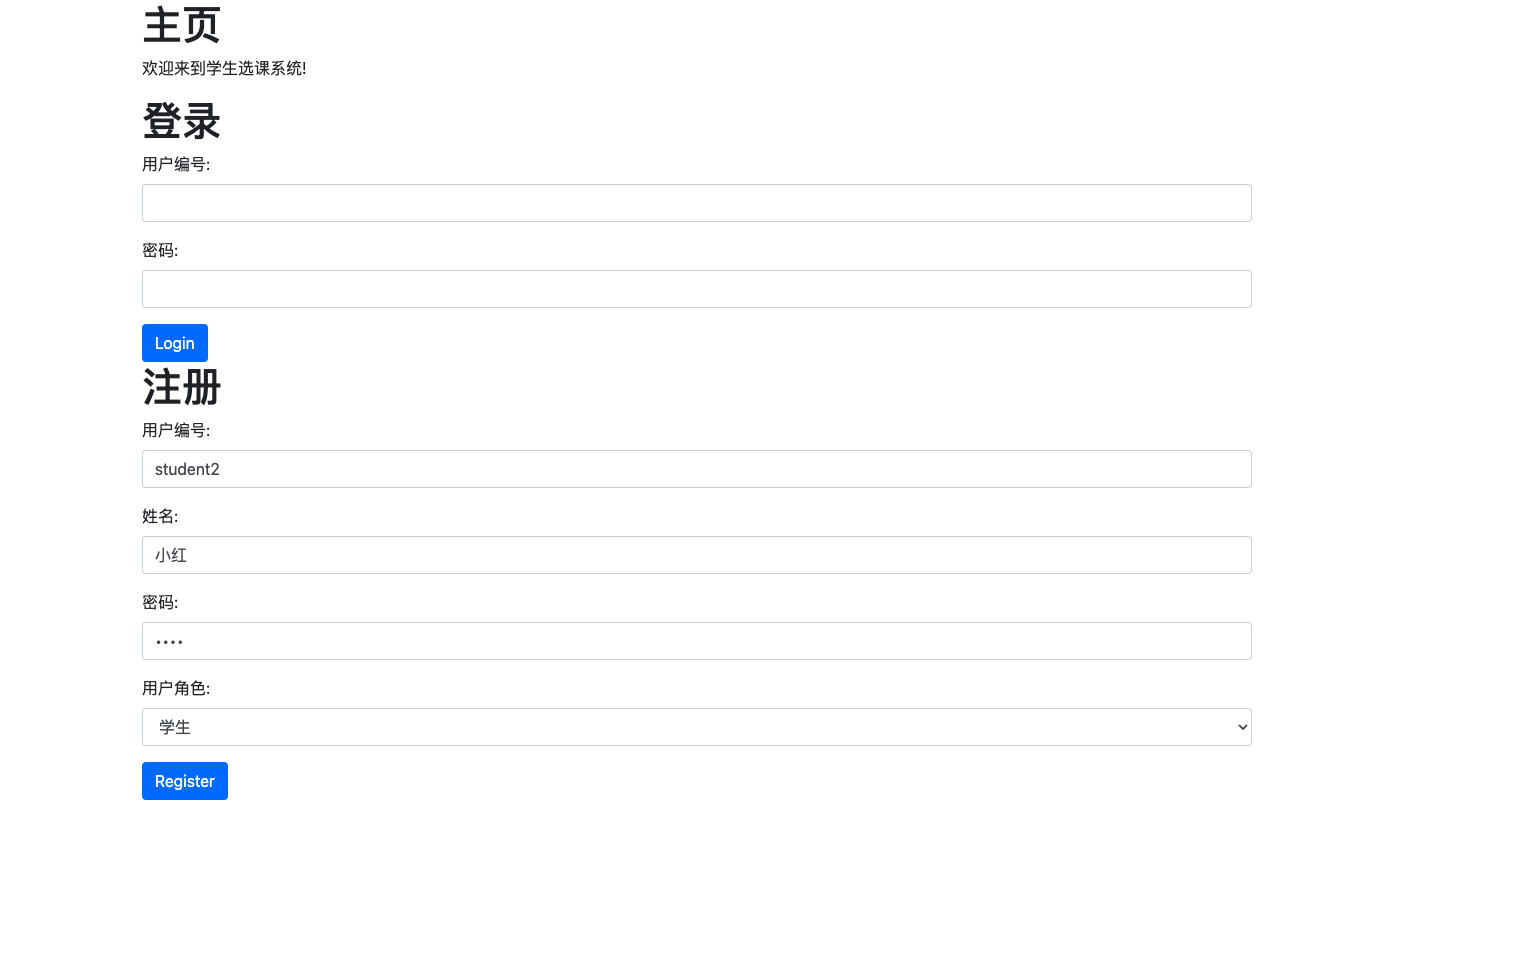 主页
欢迎来到学生选课系统!
登录
用户编号:
密码:
Login
注册
用户编号:
student2
姓名:
小红
密码:
••••
用户角色:
学生
Register